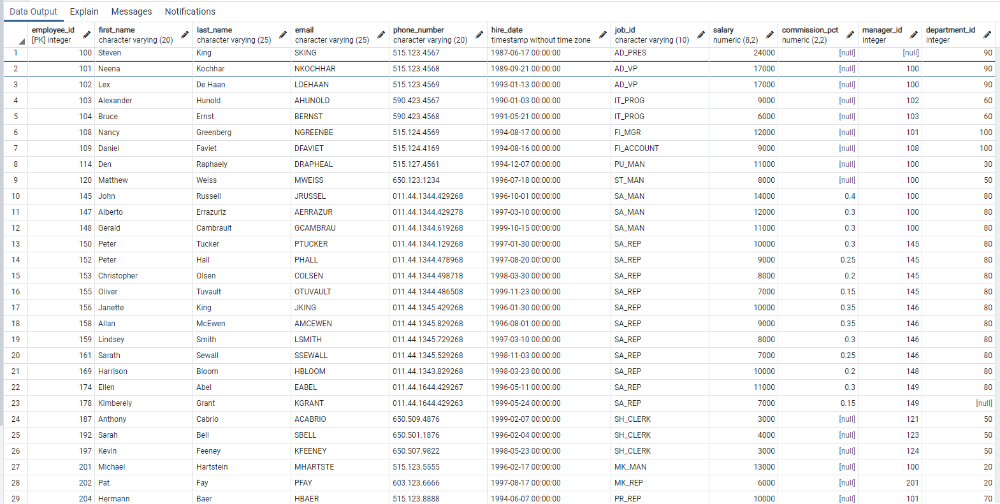 Data Output Explain Messages Notifications
employee_id first_name last_name email phone_number hire_date job_id salary commission_pct manager_id department_id
[PK] integer character varying (20) character varying (25) character varying (25) character varying (20) timestamp without time zone character varying (10) numeric (8,2) numeric (2,2) integer integer
1 100 Steven King SKING 515.123.4567 1987-06-17 00:00:00 AD_PRES 24000 [null] [null] 90
2 101 Neena Kochhar NKOCHHAR 515.123.4568 1989-09-21 00:00:00 AD_VP 17000 [null] 100 90
3 102 Lex De Haan LDEHAAN 515.123.4569 1993-01-13 00:00:00 AD_VP 17000 [null] 100 90
4 103 Alexander Hunold AHUNOLD 590.423.4567 1990-01-03 00:00:00 IT_PROG 9000 [null] 102 60
5 104 Bruce Ernst BERNST 590.423.4568 1991-05-21 00:00:00 IT_PROG 6000 [null] 103 60
6 108 Nancy Greenberg NGREENBE 515.124.4569 1994-08-17 00:00:00 FI_MGR 12000 [null] 101 100
7 109 Daniel Faviet DFAVIET 515.124.4169 1994-08-16 00:00:00 FI_ACCOUNT 9000 [null] 108 100
8 114 Den Raphaely DRAPHEAL 515.127.4561 1994-12-07 00:00:00 PU_MAN 11000 [null] 100 30
9 120 Matthew Weiss MWEISS 650.123.1234 1996-07-18 00:00:00 ST_MAN 8000 [null] 100 50
10 145 John Russell JRUSSEL 011.44.1344.429268 1996-10-01 00:00:00 SA_MAN 14000 0.4 100 80
11 147 Alberto Errazuriz AERRAZUR 011.44.1344.429278 1997-03-10 00:00:00 SA_MAN 12000 0.3 100 80
12 148 Gerald Cambrault GCAMBRAU 011.44.1344.619268 1999-10-15 00:00:00 SA_MAN 11000 0.3 100 80
13 150 Peter Tucker PTUCKER 011.44.1344.129268 1997-01-30 00:00:00 SA_REP 10000 0.3 145 80
14 152 Peter Hall PHALL 011.44.1344.478968 1997-08-20 00:00:00 SA_REP 9000 0.25 145 80
15 153 Christopher Olsen COLSEN 011.44.1344.498718 1998-03-30 00:00:00 SA_REP 8000 0.2 145 80
16 155 Oliver Tuvault OTUVAULT 011.44.1344.486508 1999-11-23 00:00:00 SA_REP 7000 0.15 145 80
17 156 Janette King JKING 011.44.1345.429268 1996-01-30 00:00:00 SA_REP 10000 0.35 146 80
18 158 Allan McEwen AMCEWEN 011.44.1345.829268 1996-08-01 00:00:00 SA_REP 9000 0.35 146 80
19 159 Lindsey Smith LSMITH 011.44.1345.729268 1997-03-10 00:00:00 SA_REP 8000 0.3 146 80
20 161 Sarath Sewall SSEWALL 011.44.1345.529268 1998-11-03 00:00:00 SA_REP 7000 0.25 146 80
21 169 Harrison Bloom HBLOOM 011.44.1343.829268 1998-03-23 00:00:00 SA_REP 10000 0.2 148 80
22 174 Ellen Abel EABEL 011.44.1644.429267 1996-05-11 00:00:00 SA_REP 11000 0.3 149 80
23 178 Kimberely Grant KGRANT 011.44.1644.429263 1999-05-24 00:00:00 SA_REP 7000 0.15 149 [null]
24 187 Anthony Cabrio ACABRIO 650.509.4876 1999-02-07 00:00:00 SH_CLERK 3000 [null] 121 50
25 192 Sarah Bell SBELL 650.501.1876 1996-02-04 00:00:00 SH_CLERK 4000 [null] 123 50
26 197 Kevin Feeney KFEENEY 650.507.9822 1998-05-23 00:00:00 SH_CLERK 3000 [null] 124 50
27 201 Michael Hartstein MHARTSTE 515.123.5555 1996-02-17 00:00:00 MK_MAN 13000 [null] 100 20
28 202 Pat Fay PFAY 603.123.6666 1997-08-17 00:00:00 MK_REP 6000 [null] 201 20
29 204 Hermann Baer HBAER 515.123.8888 1994-06-07 00:00:00 PR_REP 10000 [null] 101 70